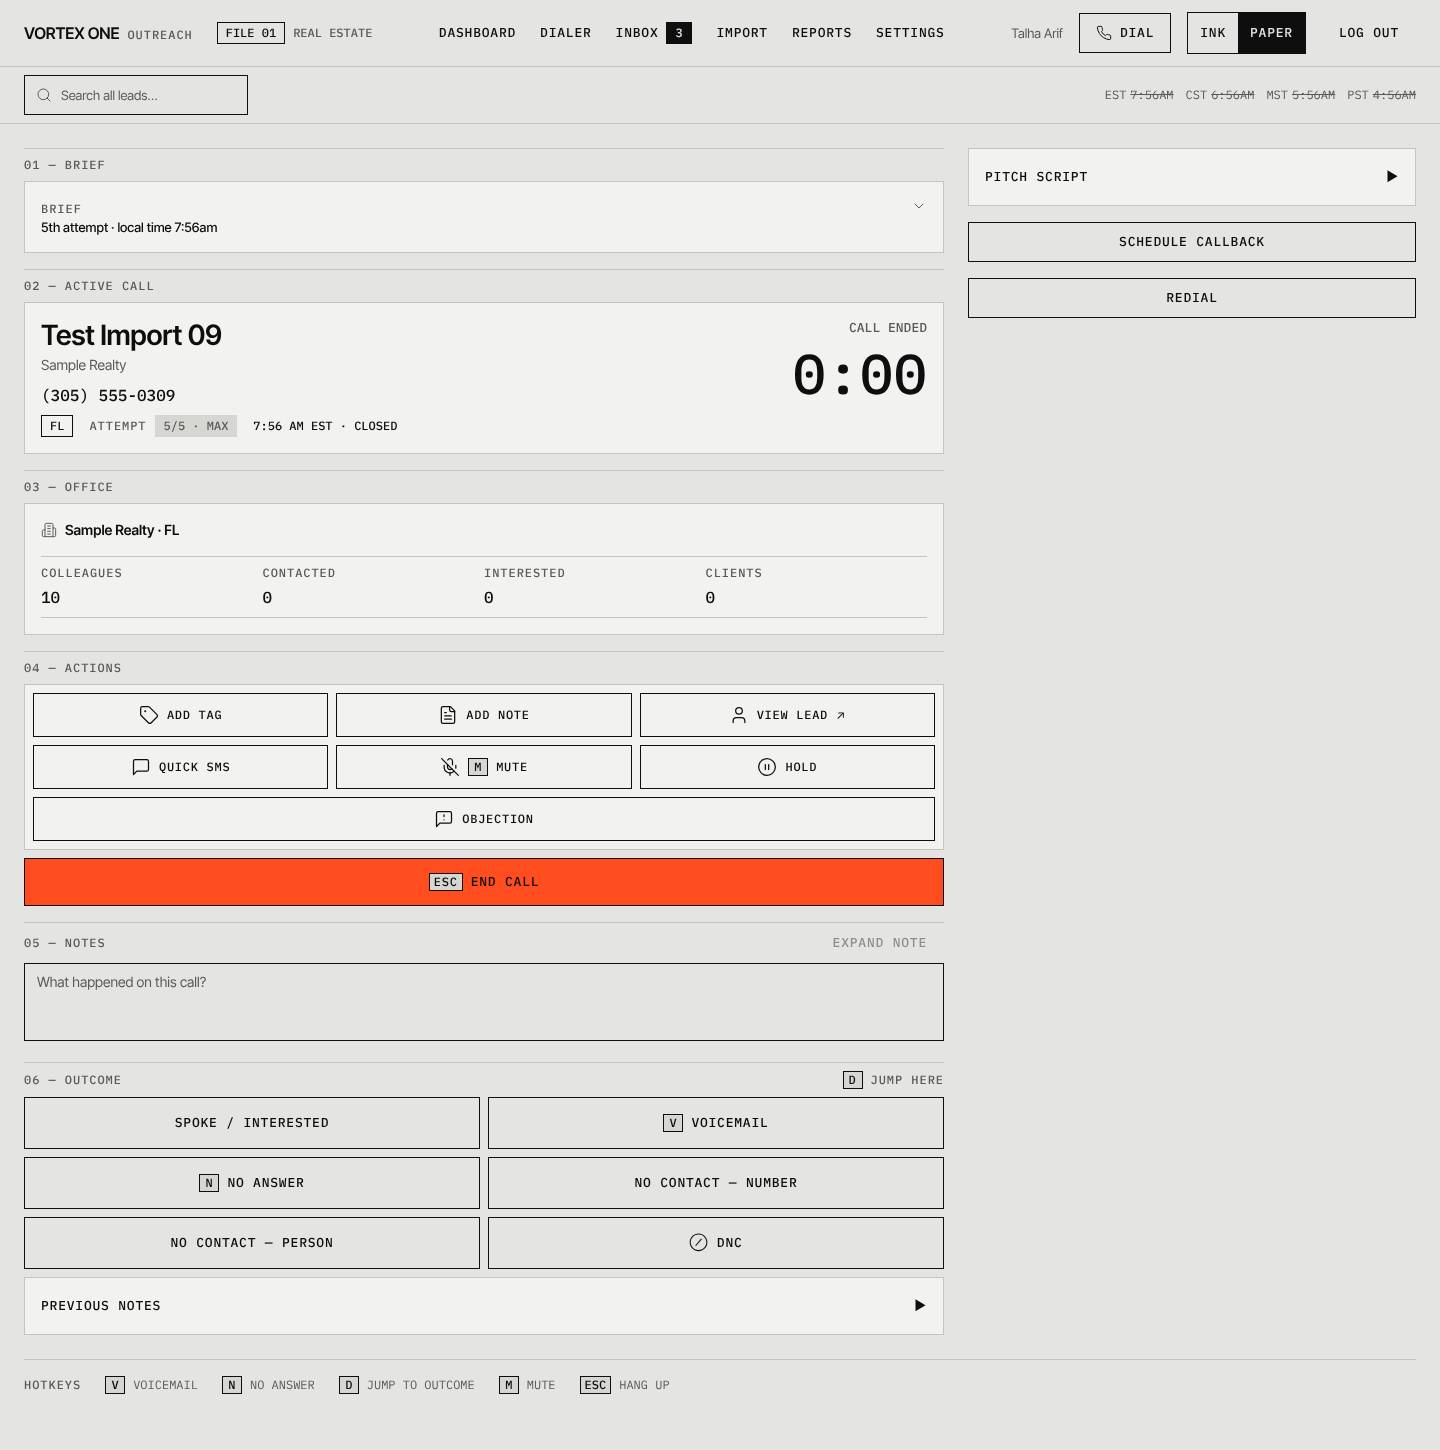 VORTEX ONE OUTREACH FILE 01 REAL ESTATE DASHBOARD DIALER INBOX 3 IMPORT REPORTS SETTINGS Talha Arif DIAL INK PAPER LOG OUT
Search all leads… EST 7:56AM CST 6:56AM MST 5:56AM PST 4:56AM
01 — BRIEF
BRIEF
5th attempt · local time 7:56am
02 — ACTIVE CALL
Test Import 09
Sample Realty
(305) 555-0309
FL ATTEMPT 5/5 · MAX 7:56 AM EST · CLOSED
CALL ENDED
0:00
03 — OFFICE
Sample Realty · FL
COLLEAGUES CONTACTED INTERESTED CLIENTS
10 0 0 0
04 — ACTIONS
ADD TAG ADD NOTE VIEW LEAD ↗
QUICK SMS M MUTE HOLD
OBJECTION
ESC END CALL
05 — NOTES EXPAND NOTE
What happened on this call?
06 — OUTCOME D JUMP HERE
SPOKE / INTERESTED V VOICEMAIL
N NO ANSWER NO CONTACT — NUMBER
NO CONTACT — PERSON DNC
PREVIOUS NOTES ▶
PITCH SCRIPT ▶
SCHEDULE CALLBACK
REDIAL
HOTKEYS V VOICEMAIL N NO ANSWER D JUMP TO OUTCOME M MUTE ESC HANG UP